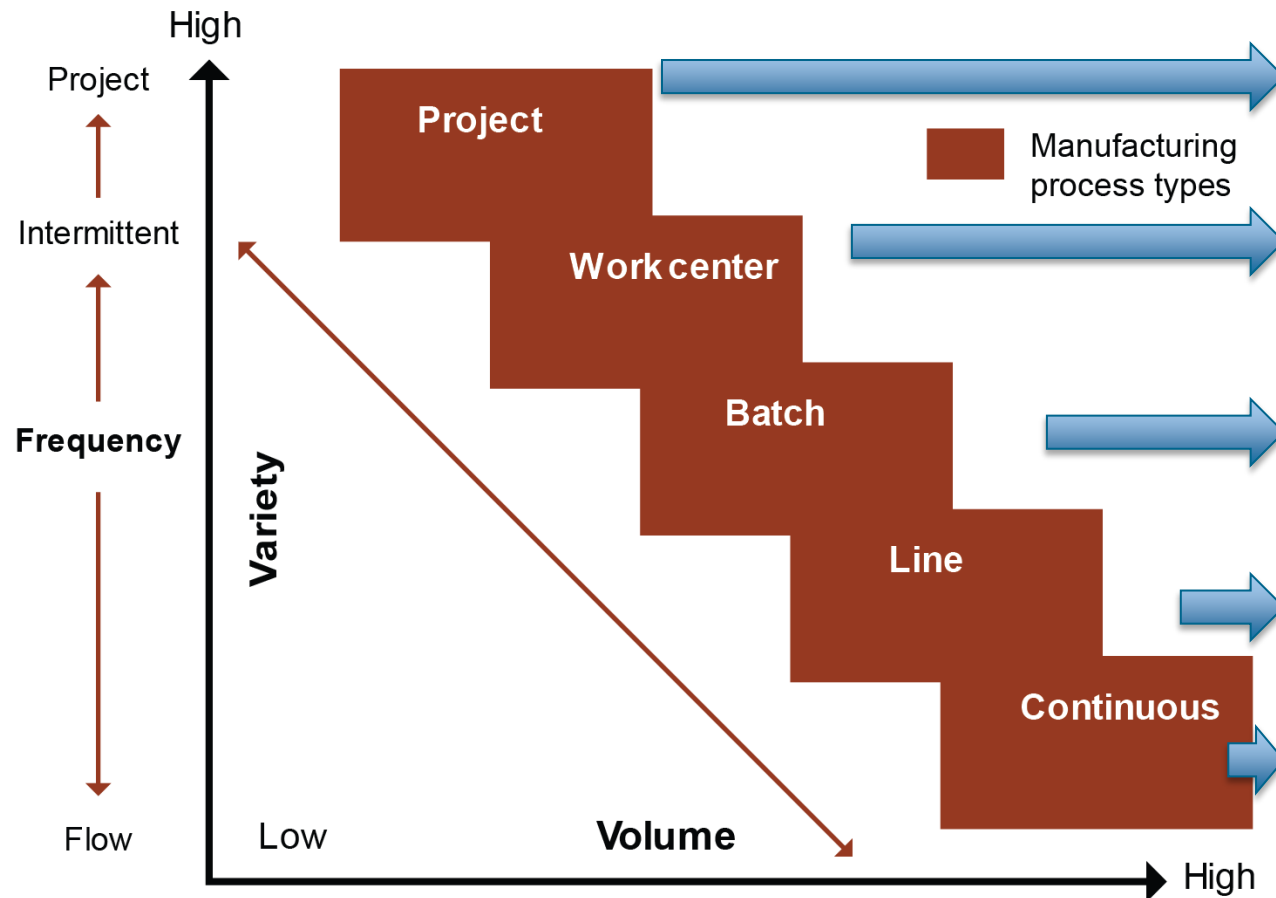 High
Project
Project
Manufacturing
process types
Intermittent
Work center
Batch
Frequency
Variety
Line
Continuous
Flow
Low
Volume
High